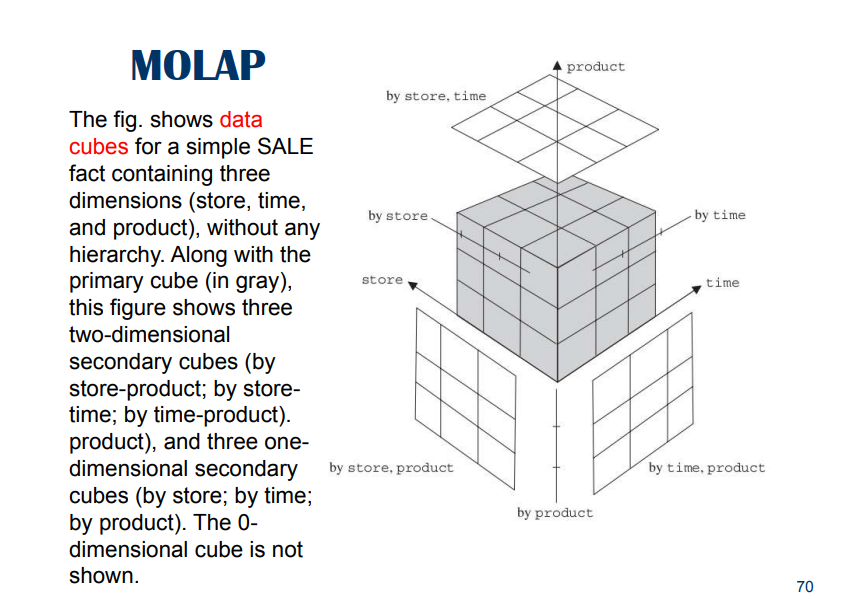 MOLAP
The fig. shows data
cubes for a simple SALE
fact containing three
dimensions (store, time,
and product), without any
hierarchy. Along with the
primary cube (in gray),
this figure shows three
two-dimensional
secondary cubes (by
store-product; by store-
time; by time-product).
product), and three one-
dimensional secondary
cubes (by store; by time;
by product). The 0-
dimensional cube is not
shown.
product
by store, time
by store
by time
store
time
by store, product
by time, product
by product
70